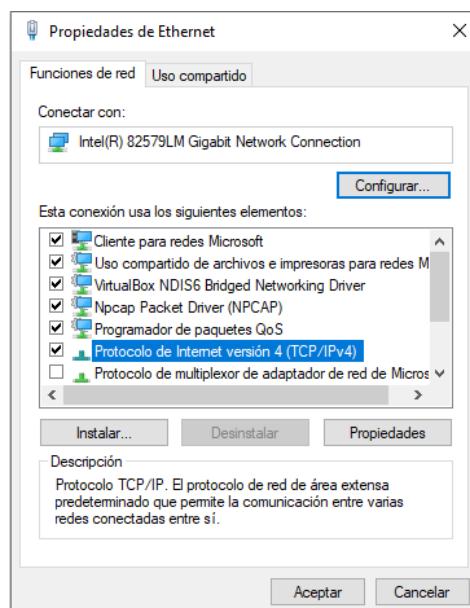 Propiedades de Ethernet
Funciones de red
Uso compartido
Conectar con:
Intel(R) 82579LM Gigabit Network Connection
Configurar...
Esta conexión usa los siguientes elementos:
Cliente para redes Microsoft
Uso compartido de archivos e impresoras para redes M
VirtualBox NDIS6 Bridged Networking Driver
Npcap Packet Driver (NPCAP)
Programador de paquetes QoS
Protocolo de Internet versión 4 (TCP/IPv4)
Protocolo de multiplexor de adaptador de red de Micros
Instalar...
Desinstalar
Propiedades
Descripción
Protocolo TCP/IP. El protocolo de red de área extensa
predeterminado que permite la comunicación entre varias
redes conectadas entre sí.
Aceptar
Cancelar